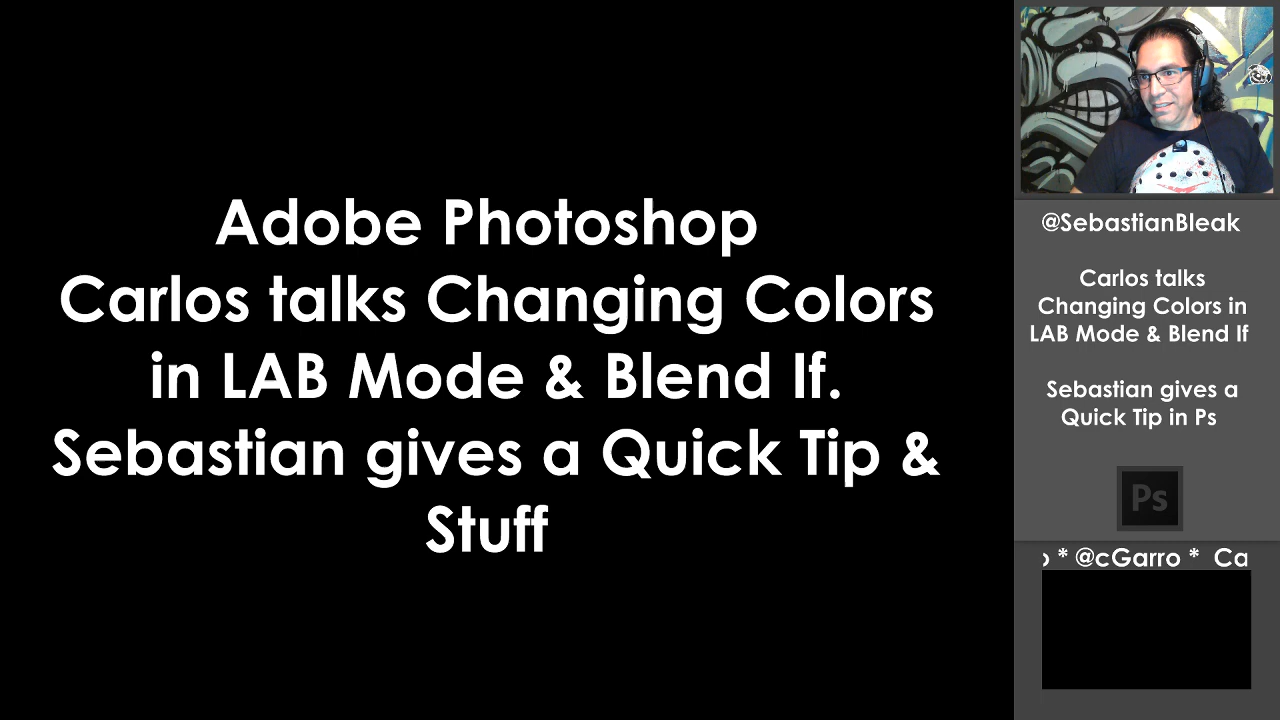 Adobe Photoshop
Carlos talks Changing Colors
in LAB Mode & Blend If.
Sebastian gives a Quick Tip &
Stuff
@SebastianBleak
Carlos talks
Changing Colors in
LAB Mode & Blend If
Sebastian gives a
Quick Tip in Ps
Ps
* @cGarro * Ca